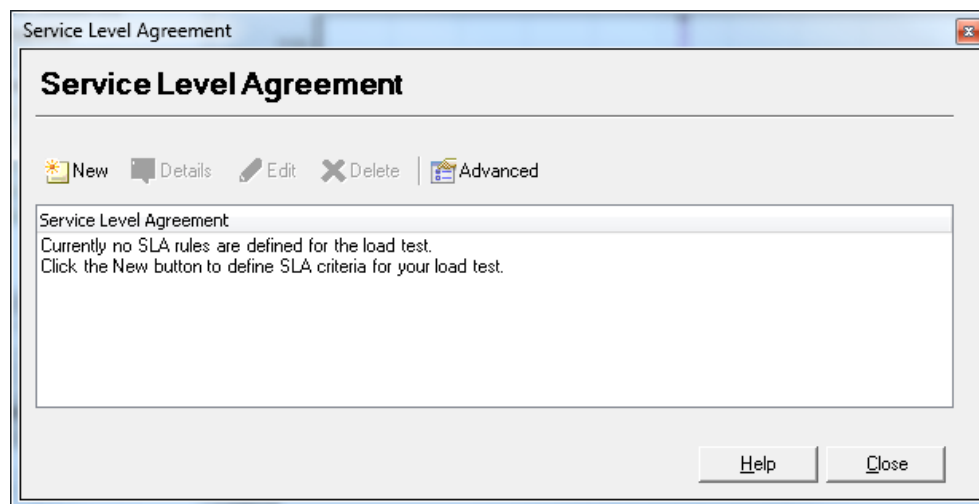 Service Level Agreement
Service Level Agreement
New Details Edit Delete Advanced
Service Level Agreement
Currently no SLA rules are defined for the load test.
Click the New button to define SLA criteria for your load test.
Help Close